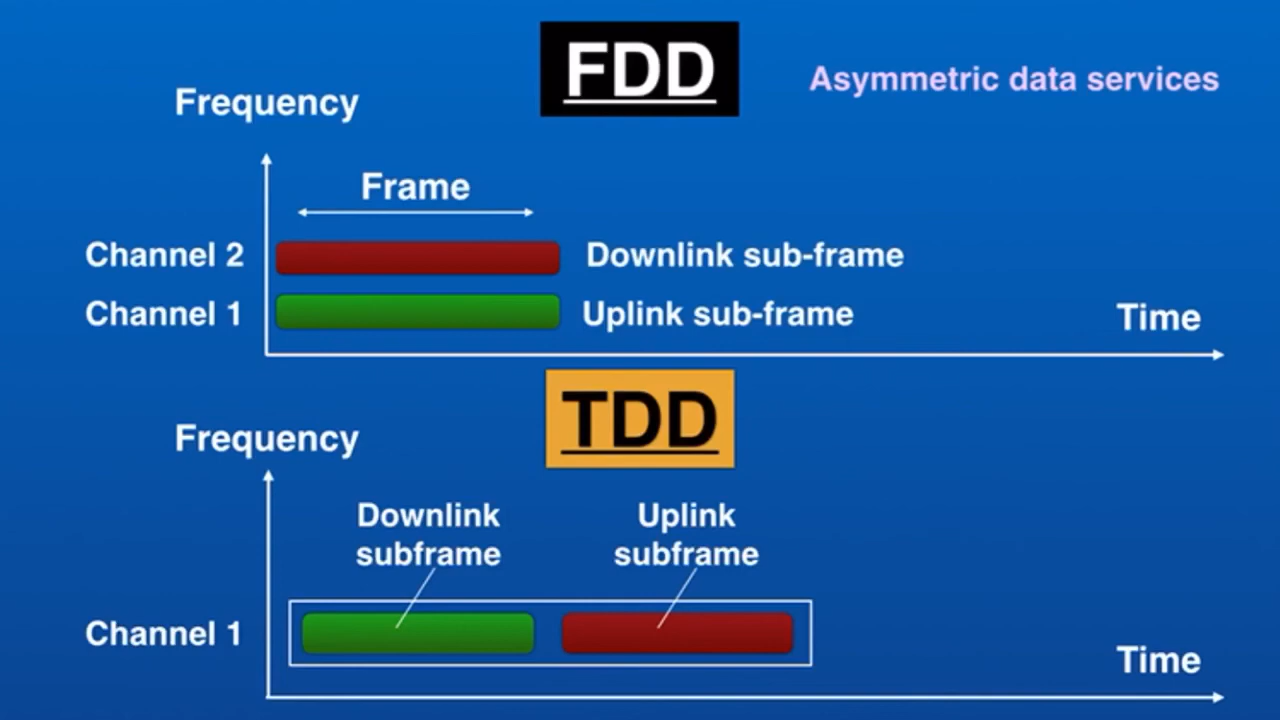 FDD
Asymmetric data services
Frequency
Frame
Channel 2
Downlink sub-frame
Channel 1
Uplink sub-frame
Time
TDD
Frequency
Downlink
subframe
Uplink
subframe
Channel 1
Time